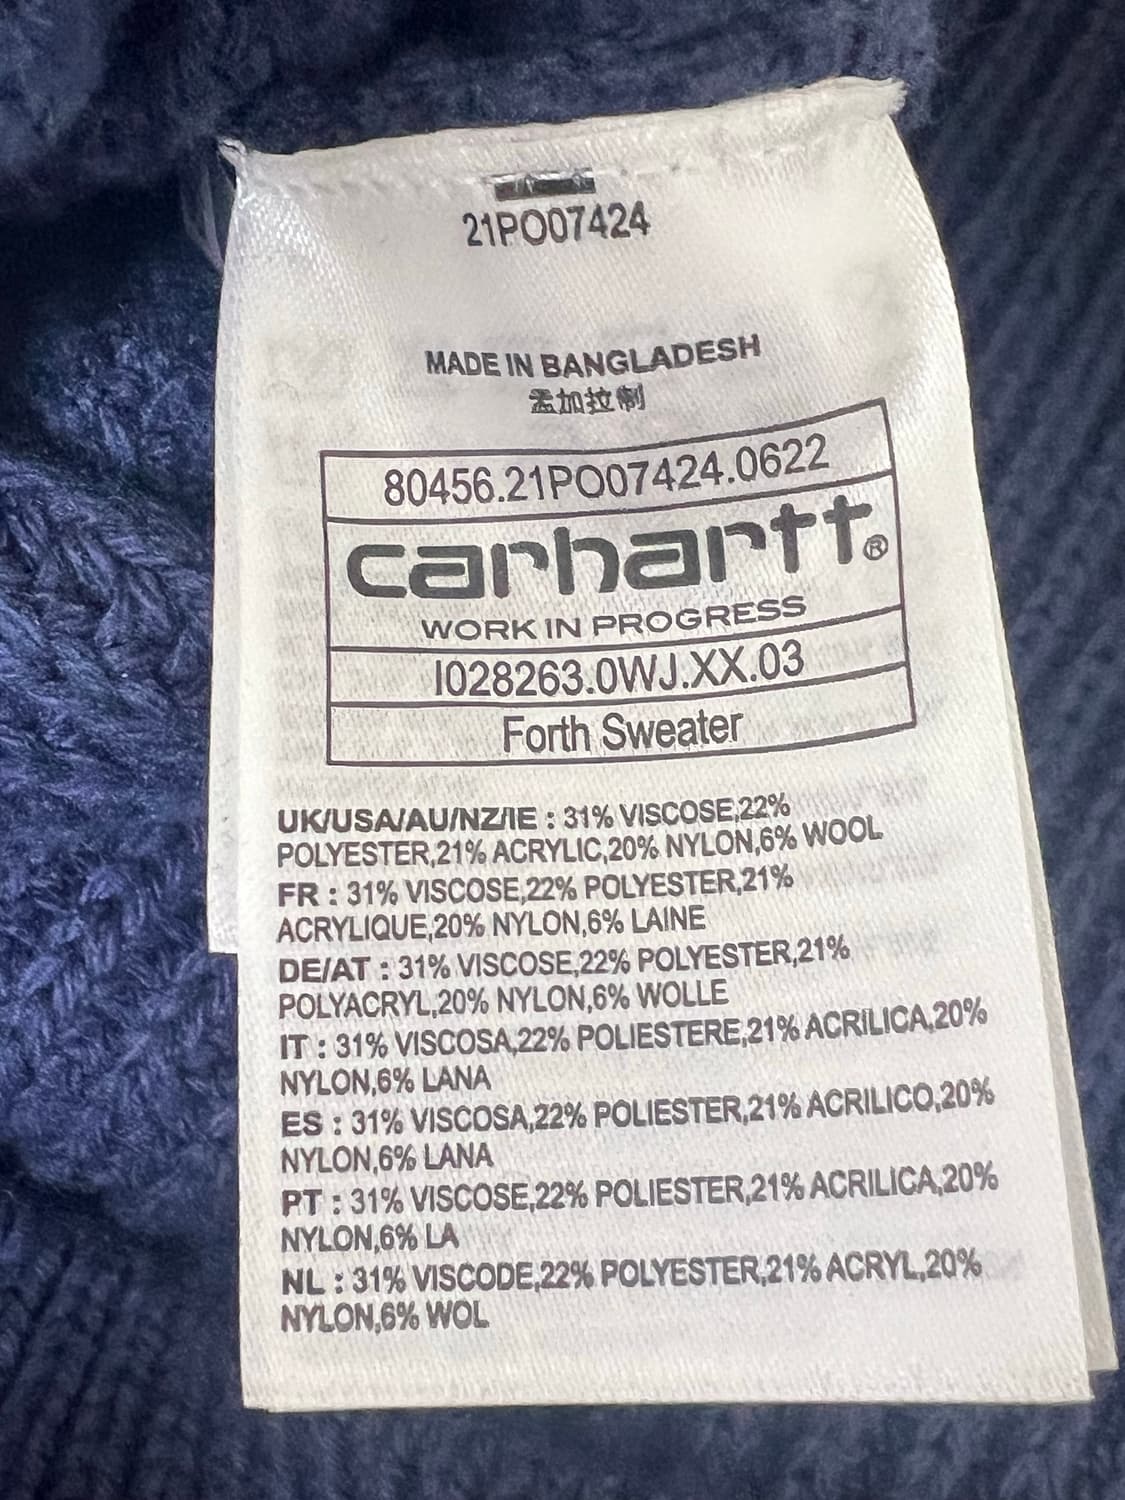 21PO07424
MADE IN BANGLADESH
孟加拉制
80456.21PO07424.0622
carhartt®
WORK IN PROGRESS
I028263.0WJ.XX.03
Forth Sweater
UK/USA/AU/NZ/IE : 31% VISCOSE,22%
POLYESTER,21% ACRYLIC,20% NYLON,6% WOOL
FR : 31% VISCOSE,22% POLYESTER,21%
ACRYLIQUE,20% NYLON,6% LAINE
DE/AT : 31% VISCOSE,22% POLYESTER,21%
POLYACRYL,20% NYLON,6% WOLLE
IT : 31% VISCOSA,22% POLIESTERE,21% ACRILICA,20%
NYLON,6% LANA
ES : 31% VISCOSA,22% POLIESTER,21% ACRILICO,20%
NYLON,6% LANA
PT : 31% VISCOSE,22% POLIESTER,21% ACRILICA,20%
NYLON,6% LA
NL : 31% VISCODE,22% POLYESTER,21% ACRYL,20%
NYLON,6% WOL